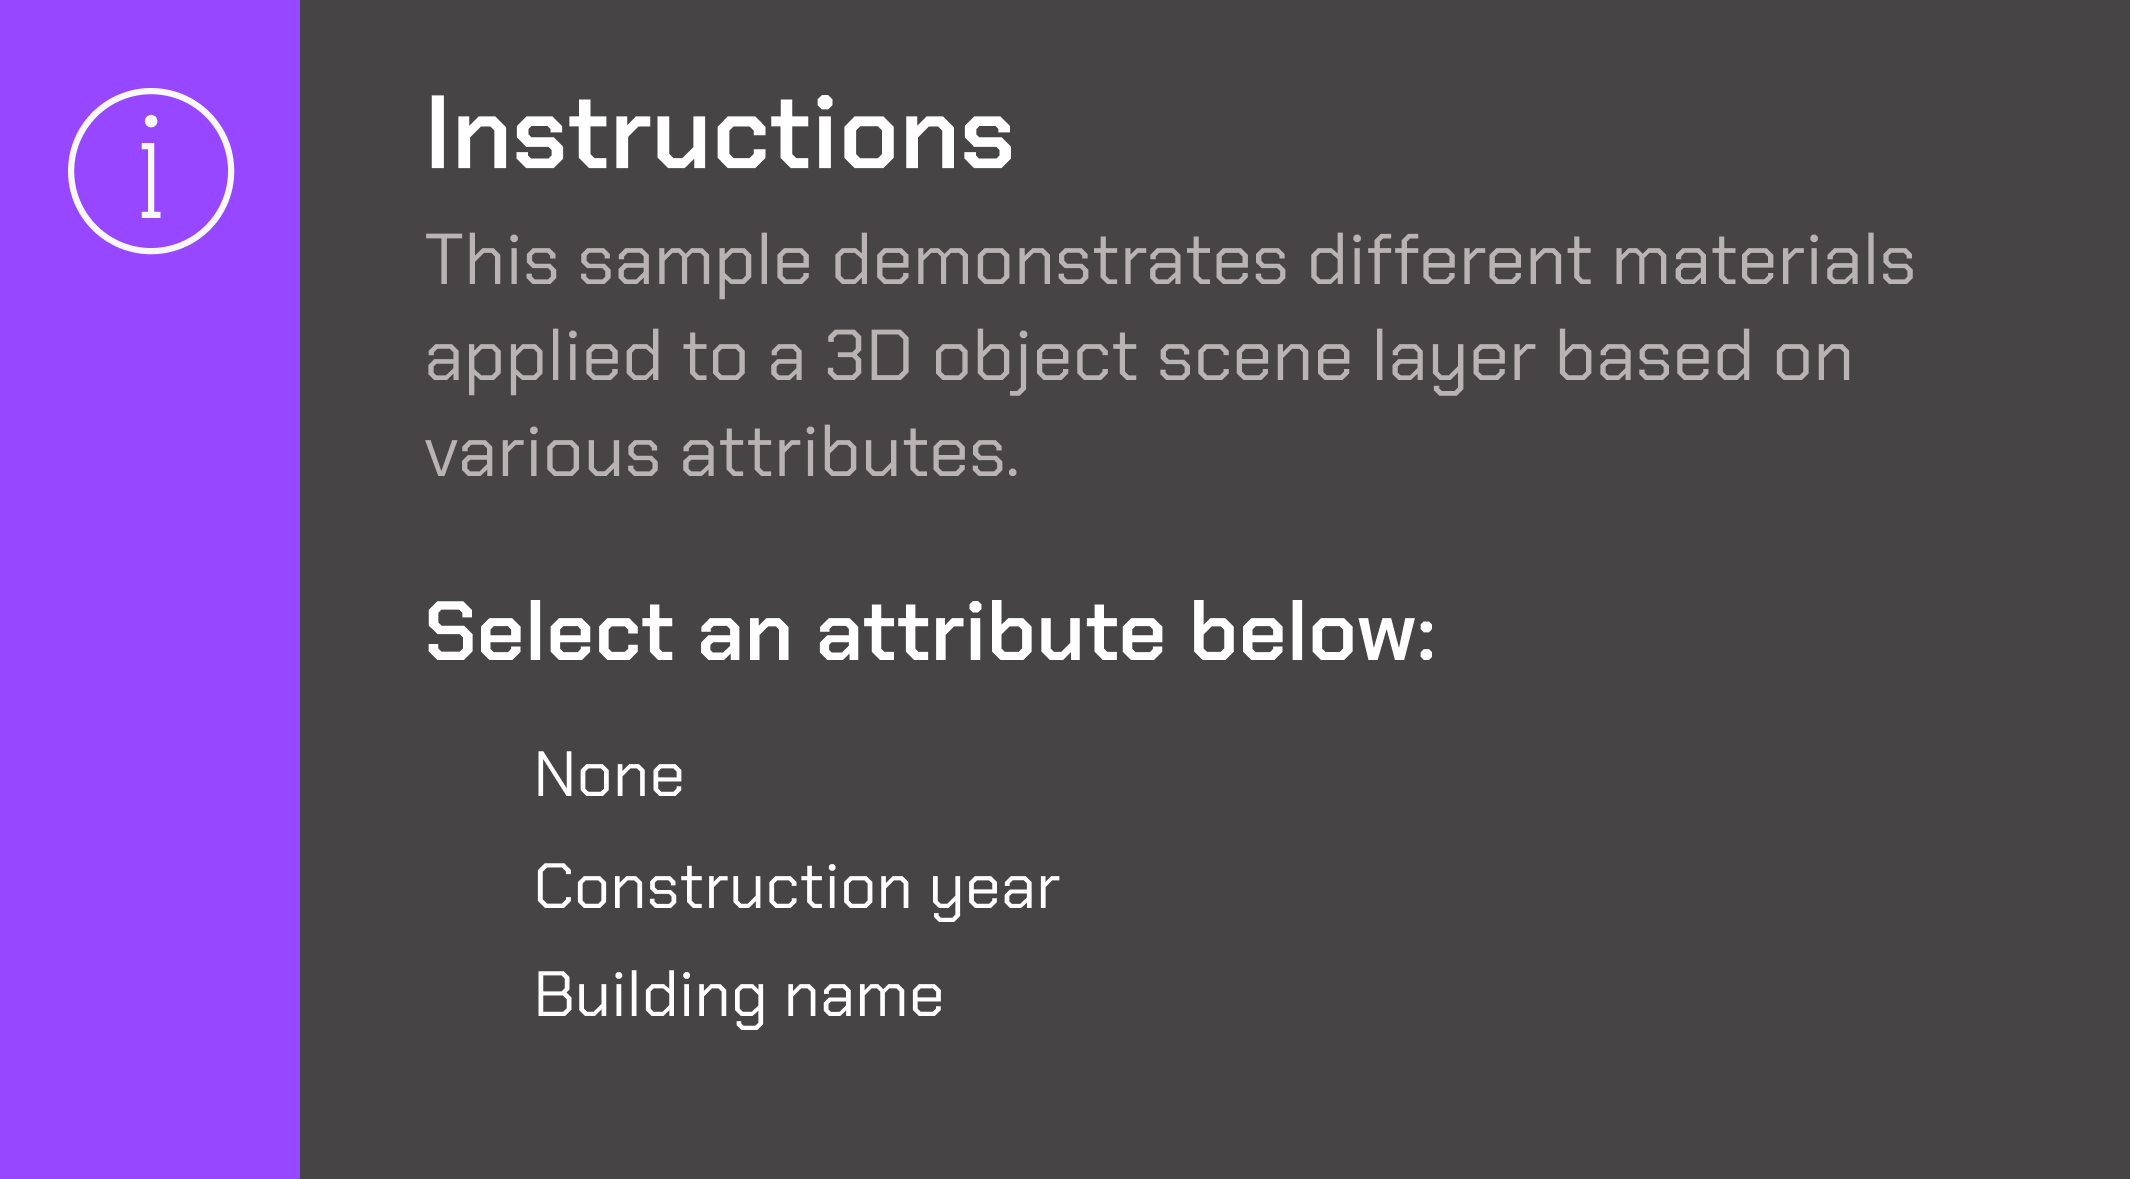 i
Instructions
This sample demonstrates different materials
applied to a 3D object scene layer based on
various attributes.
Select an attribute below:
None
Construction year
Building name